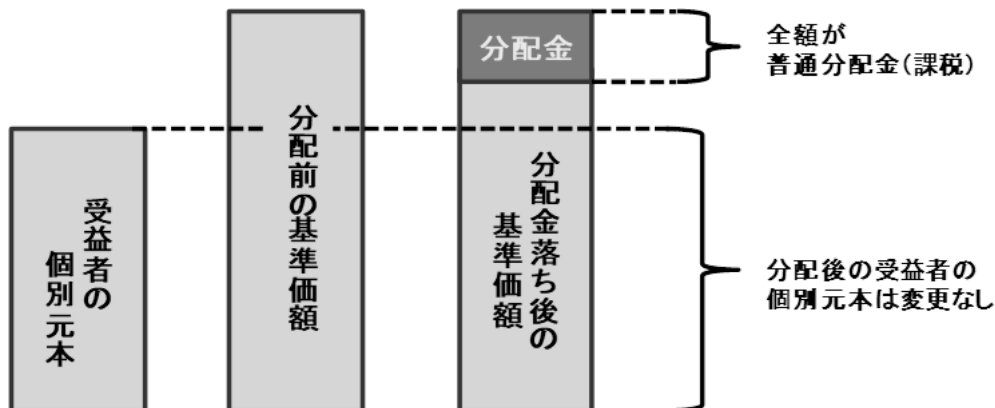 受益者の
個別元本
分配前の基準価額
分配金
分配金落ち後の
基準価額
全額が
普通分配金(課税)
分配後の受益者の
個別元本は変更なし